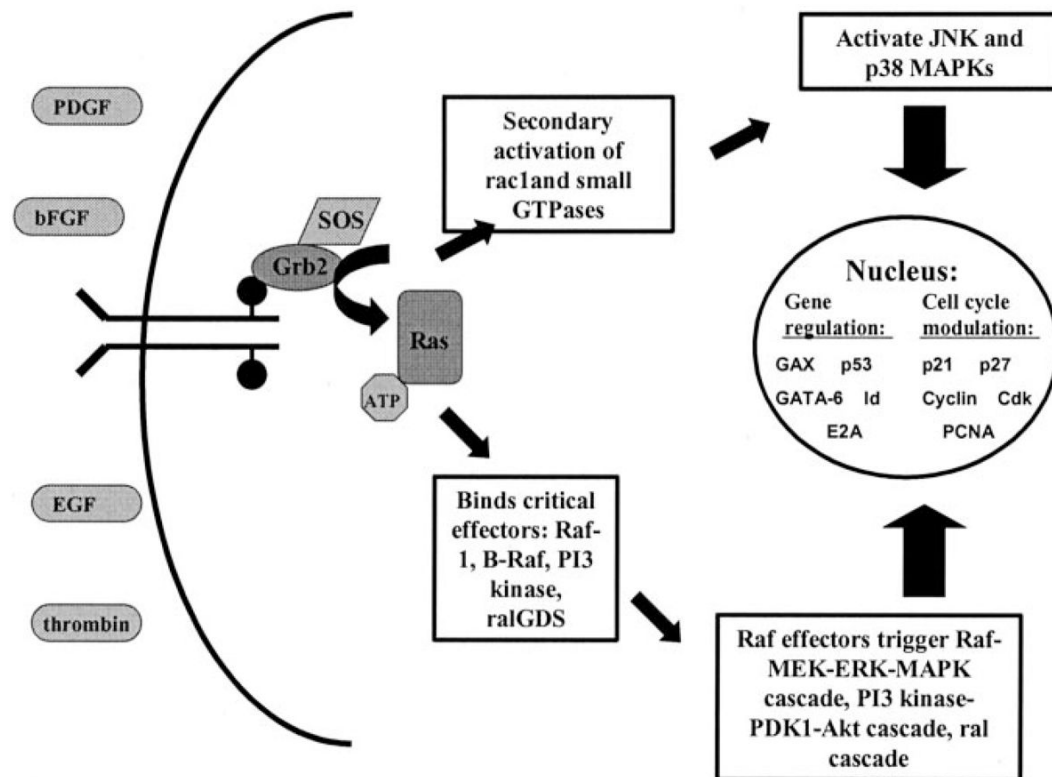 PDGF
bFGF
SOS
Grb2
Ras
ATP
EGF
thrombin
Secondary
activation of
rac1and small
GTPases
Activate JNK and
p38 MAPKs
Nucleus:
Gene
regulation:
GAX p53
GATA-6 Id
E2A
Cell cycle
modulation:
p21 p27
Cyclin Cdk
PCNA
Binds critical
effectors: Raf-
1, B-Raf, PI3
kinase,
ralGDS
Raf effectors trigger Raf-
MEK-ERK-MAPK
cascade, PI3 kinase-
PDK1-Akt cascade, ral
cascade